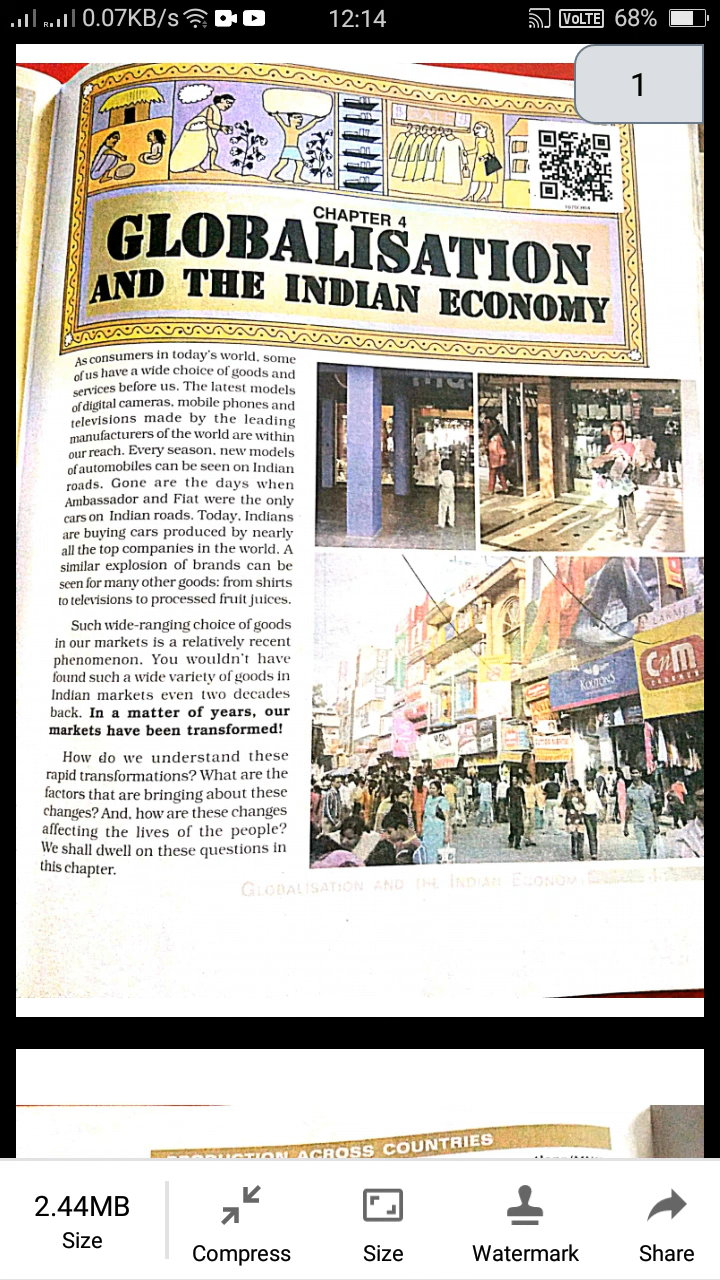 0.07KB/s
12:14
VoLTE
68%
1
SALE
CHAPTER 4
GLOBALISATION
AND THE INDIAN ECONOMY
As consumers in today's world, some
of us have a wide choice of goods and
services before us. The latest models
of digital cameras, mobile phones and
televisions made by the leading
manufacturers of the world are within
our reach. Every season, new models
of automobiles can be seen on Indian
roads. Gone are the days when
Ambassador and Fiat were the only
cars on Indian roads. Today, Indians
are buying cars produced by nearly
all the top companies in the world. A
similar explosion of brands can be
seen for many other goods: from shirts
to televisions to processed fruit juices.
Such wide-ranging choice of goods
in our markets is a relatively recent
phenomenon. You wouldn't have
found such a wide variety of goods in
Indian markets even two decades
back. In a matter of years, our
markets have been transformed!
How do we understand these
rapid transformations? What are the
factors that are bringing about these
changes? And, how are these changes
affecting the lives of the people?
We shall dwell on these questions in
this chapter.
LAKME
KOUTONS
CnM
GLOBALISATION AND THE INDIAN ECONOMY
PRODUCTION ACROSS COUNTRIES
2.44MB
Size
Compress
Size
Watermark
Share